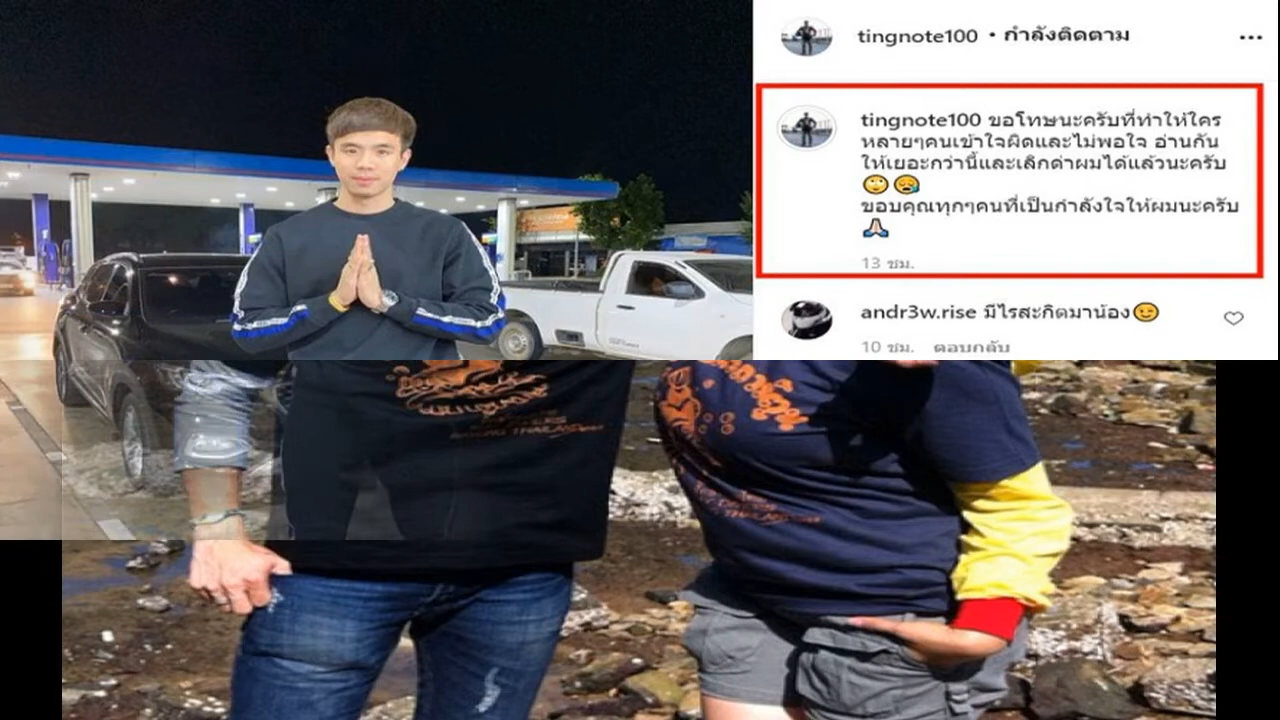 tingnote100 • กำลังติดตาม
tingnote100 ขอโทษนะครับที่ทำให้ใคร
หลายๆคนเข้าใจผิดและไม่พอใจ อ่านกัน
ให้เยอะกว่านี้และเลิกด่าผมได้แล้วนะครับ
🙄😪
ขอบคุณทุกๆคนที่เป็นกำลังใจให้ผมนะครับ
🙏🏻
13 ชม.
andr3w.rise มีไรสะกิดมาน้อง😉
10 ชม. ตอบกลับ